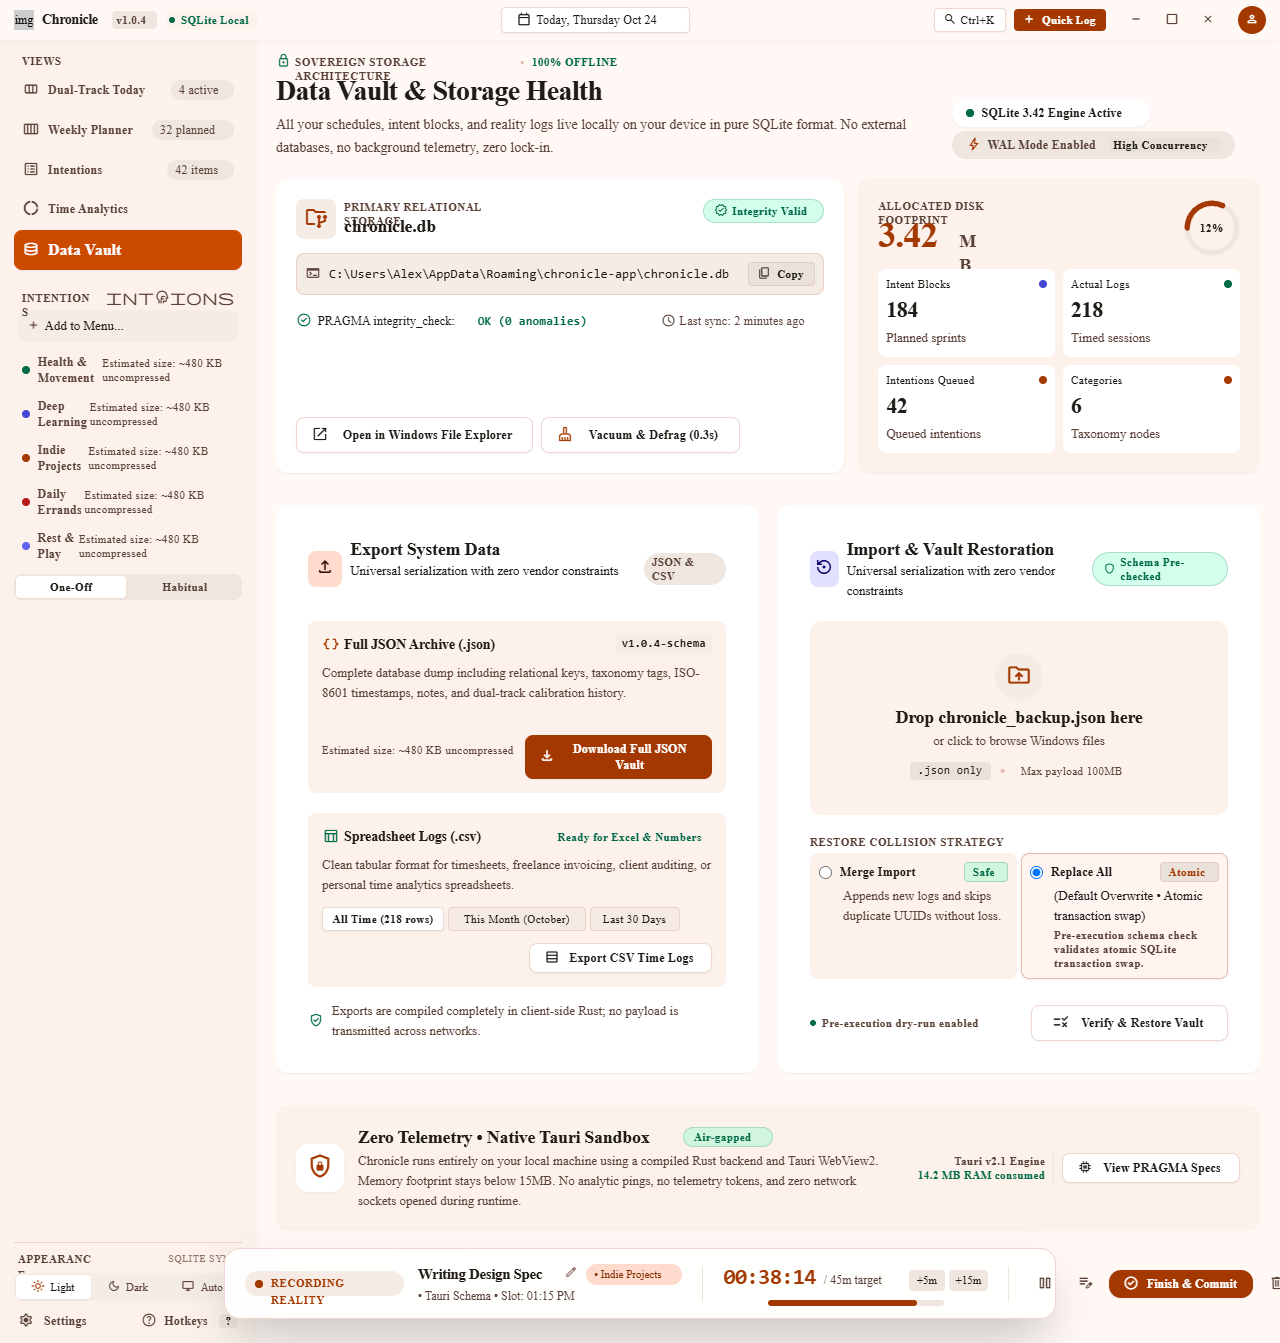 img Chronicle v1.0.4 SQLite Local
Today, Thursday Oct 24
Ctrl+K
Quick Log
VIEWS
Dual-Track Today 4 active
Weekly Planner 32 planned
Intentions 42 items
Time Analytics
Data Vault
INTENTIONS
Add to Menu...
Health & Movement Estimated size: ~480 KB uncompressed
Deep Learning Estimated size: ~480 KB uncompressed
Indie Projects Estimated size: ~480 KB uncompressed
Daily Errands Estimated size: ~480 KB uncompressed
Rest & Play Estimated size: ~480 KB uncompressed
One-Off Habitual
APPEARANCE
SQLITE SY
Light Dark Auto
Settings Hotkeys ?
SOVEREIGN STORAGE ARCHITECTURE • 100% OFFLINE
Data Vault & Storage Health
All your schedules, intent blocks, and reality logs live locally on your device in pure SQLite format. No external
databases, no background telemetry, zero lock-in.
SQLite 3.42 Engine Active
WAL Mode Enabled High Concurrency
PRIMARY RELATIONAL STORAGE
chronicle.db
Integrity Valid
C:\Users\Alex\AppData\Roaming\chronicle-app\chronicle.db Copy
PRAGMA integrity_check: OK (0 anomalies)
Last sync: 2 minutes ago
Open in Windows File Explorer
Vacuum & Defrag (0.3s)
ALLOCATED DISK FOOTPRINT
3.42 MB
12%
Intent Blocks
184
Planned sprints
Actual Logs
218
Timed sessions
Intentions Queued
42
Queued intentions
Categories
6
Taxonomy nodes
Export System Data
Universal serialization with zero vendor constraints
JSON & CSV
Full JSON Archive (.json) v1.0.4-schema
Complete database dump including relational keys, taxonomy tags, ISO-
8601 timestamps, notes, and dual-track calibration history.
Estimated size: ~480 KB uncompressed
Download Full JSON Vault
Spreadsheet Logs (.csv) Ready for Excel & Numbers
Clean tabular format for timesheets, freelance invoicing, client auditing, or
personal time analytics spreadsheets.
All Time (218 rows) This Month (October) Last 30 Days
Export CSV Time Logs
Exports are compiled completely in client-side Rust; no payload is
transmitted across networks.
Import & Vault Restoration
Universal serialization with zero vendor
constraints
Schema Pre-checked
Drop chronicle_backup.json here
or click to browse Windows files
.json only • Max payload 100MB
RESTORE COLLISION STRATEGY
Merge Import Safe
Appends new logs and skips
duplicate UUIDs without loss.
Replace All Atomic
(Default Overwrite • Atomic
transaction swap)
Pre-execution schema check
validates atomic SQLite
transaction swap.
Pre-execution dry-run enabled
Verify & Restore Vault
Zero Telemetry • Native Tauri Sandbox Air-gapped
Chronicle runs entirely on your local machine using a compiled Rust backend and Tauri WebView2.
Memory footprint stays below 15MB. No analytic pings, no telemetry tokens, and zero network
sockets opened during runtime.
Tauri v2.1 Engine
14.2 MB RAM consumed
View PRAGMA Specs
RECORDING REALITY
Writing Design Spec
• Indie Projects
• Tauri Schema • Slot: 01:15 PM
00:38:14 / 45m target
+5m +15m
Finish & Commit